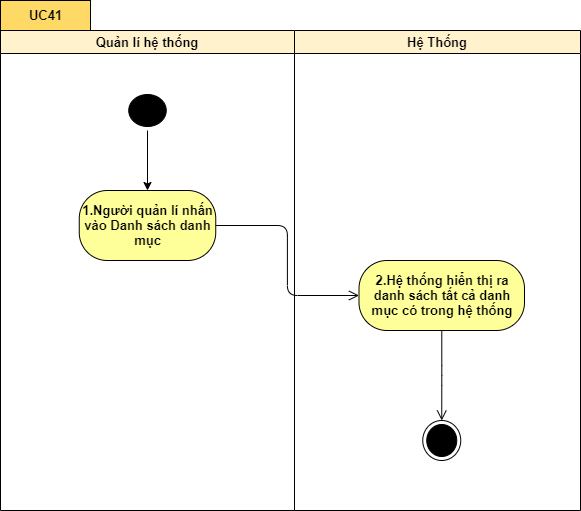 UC41
Quản lí hệ thống
Hệ Thống
1.Người quản lí nhấn
vào Danh sách danh
mục
2.Hệ thống hiển thị ra
danh sách tất cả danh
mục có trong hệ thống